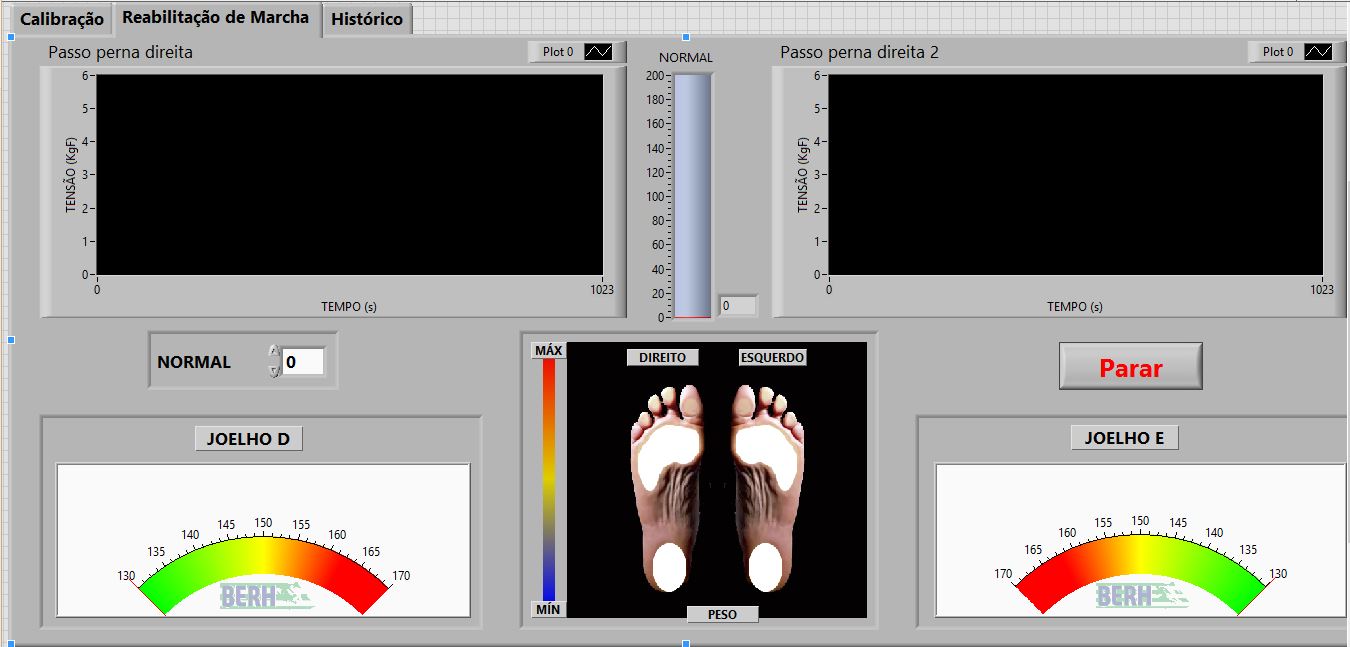 Calibração
Reabilitação de Marcha
Histórico
Passo perna direita
Plot 0
6
5
4
3
2
1
0
TENSÃO (KgF)
0
1023
TEMPO (s)
NORMAL
200
180
160
140
120
100
80
60
40
20
0
0
Passo perna direita 2
Plot 0
6
5
4
3
2
1
0
TENSÃO (KgF)
0
1023
TEMPO (s)
NORMAL
0
MÁX
MÍN
DIREITO
ESQUERDO
PESO
Parar
JOELHO D
130
135
140
145
150
155
160
165
170
BERH
JOELHO E
170
165
160
155
150
145
140
135
130
BERH